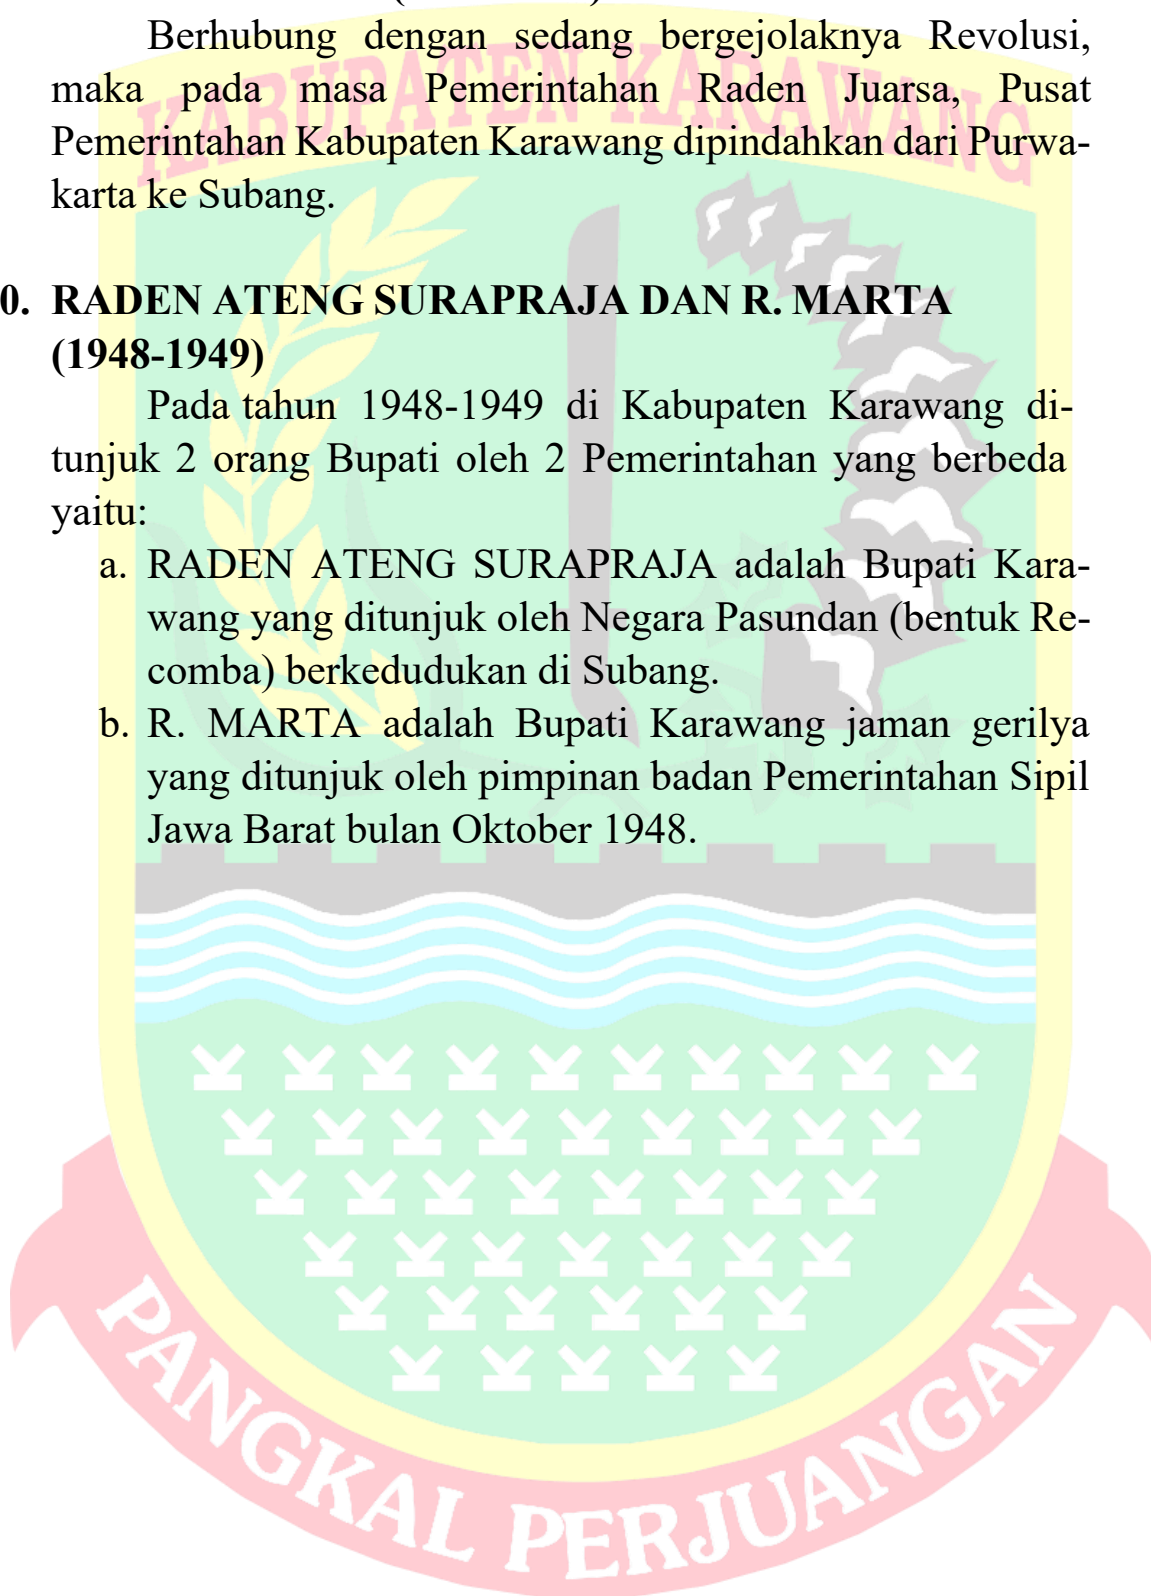 Berhubung dengan sedang bergejolaknya Revolusi,
maka pada masa Pemerintahan Raden Juarsa, Pusat
Pemerintahan Kabupaten Karawang dipindahkan dari Purwa-
karta ke Subang.
0. RADEN ATENG SURAPRAJA DAN R. MARTA
(1948-1949)
Pada tahun 1948-1949 di Kabupaten Karawang di-
tunjuk 2 orang Bupati oleh 2 Pemerintahan yang berbeda
yaitu:
a. RADEN ATENG SURAPRAJA adalah Bupati Kara-
wang yang ditunjuk oleh Negara Pasundan (bentuk Re-
comba) berkedudukan di Subang.
b. R. MARTA adalah Bupati Karawang jaman gerilya
yang ditunjuk oleh pimpinan badan Pemerintahan Sipil
Jawa Barat bulan Oktober 1948.
KABUPATEN KARAWANG
PANGKAL PERJUANGAN